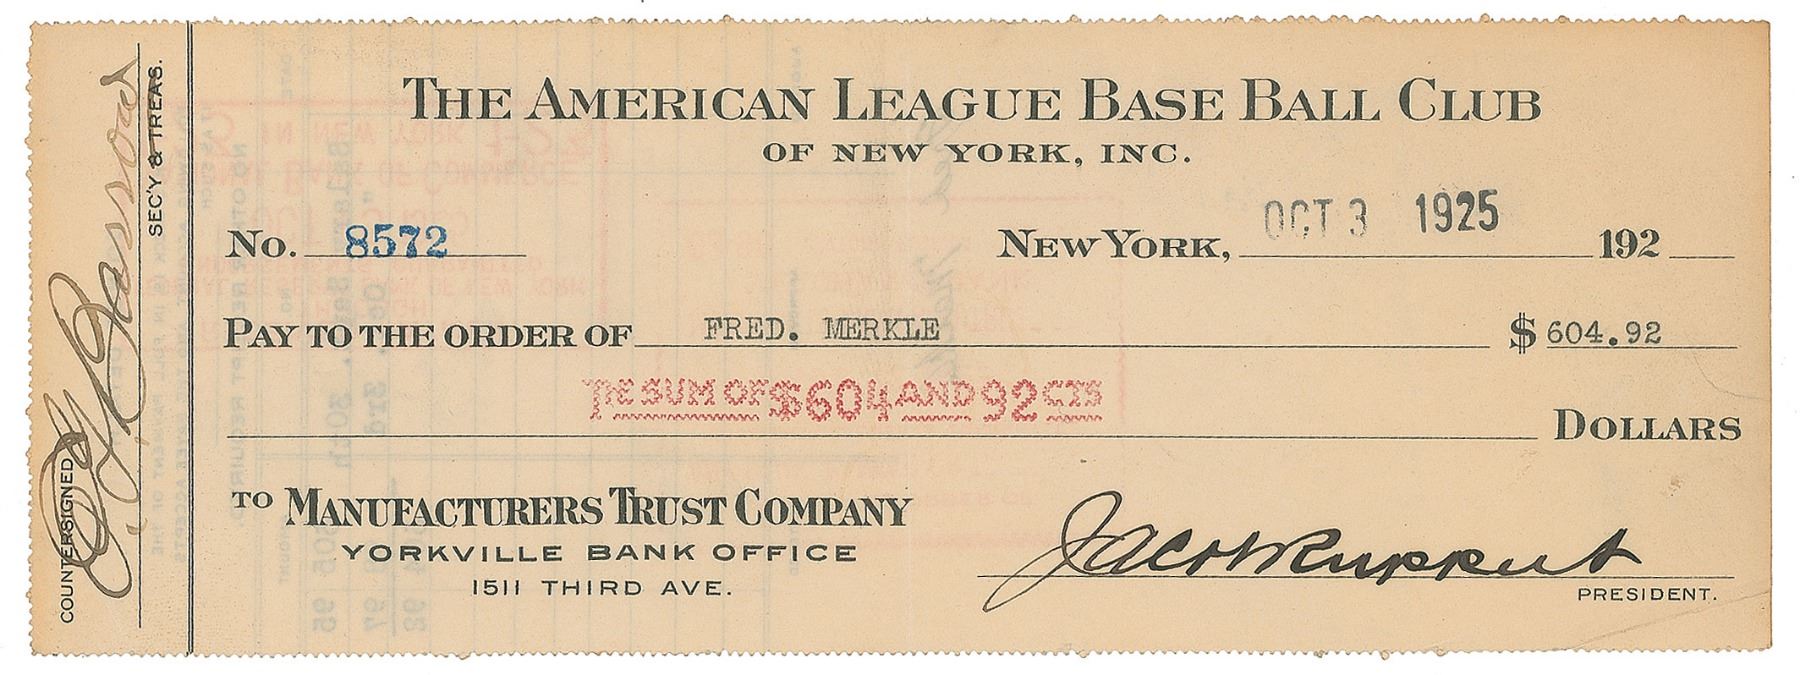 THE AMERICAN LEAGUE BASE BALL CLUB
OF NEW YORK, INC.
No. 8572
NEW YORK, OCT 3 1925 192
PAY TO THE ORDER OF FRED. MERKLE $ 604.92
THE SUM OF $604 AND 92 CTS
DOLLARS
TO MANUFACTURERS TRUST COMPANY
YORKVILLE BANK OFFICE
1511 THIRD AVE.
Jacob Ruppert
PRESIDENT.
COUNTERSIGNED
E G Barrow
SEC'Y & TREAS.